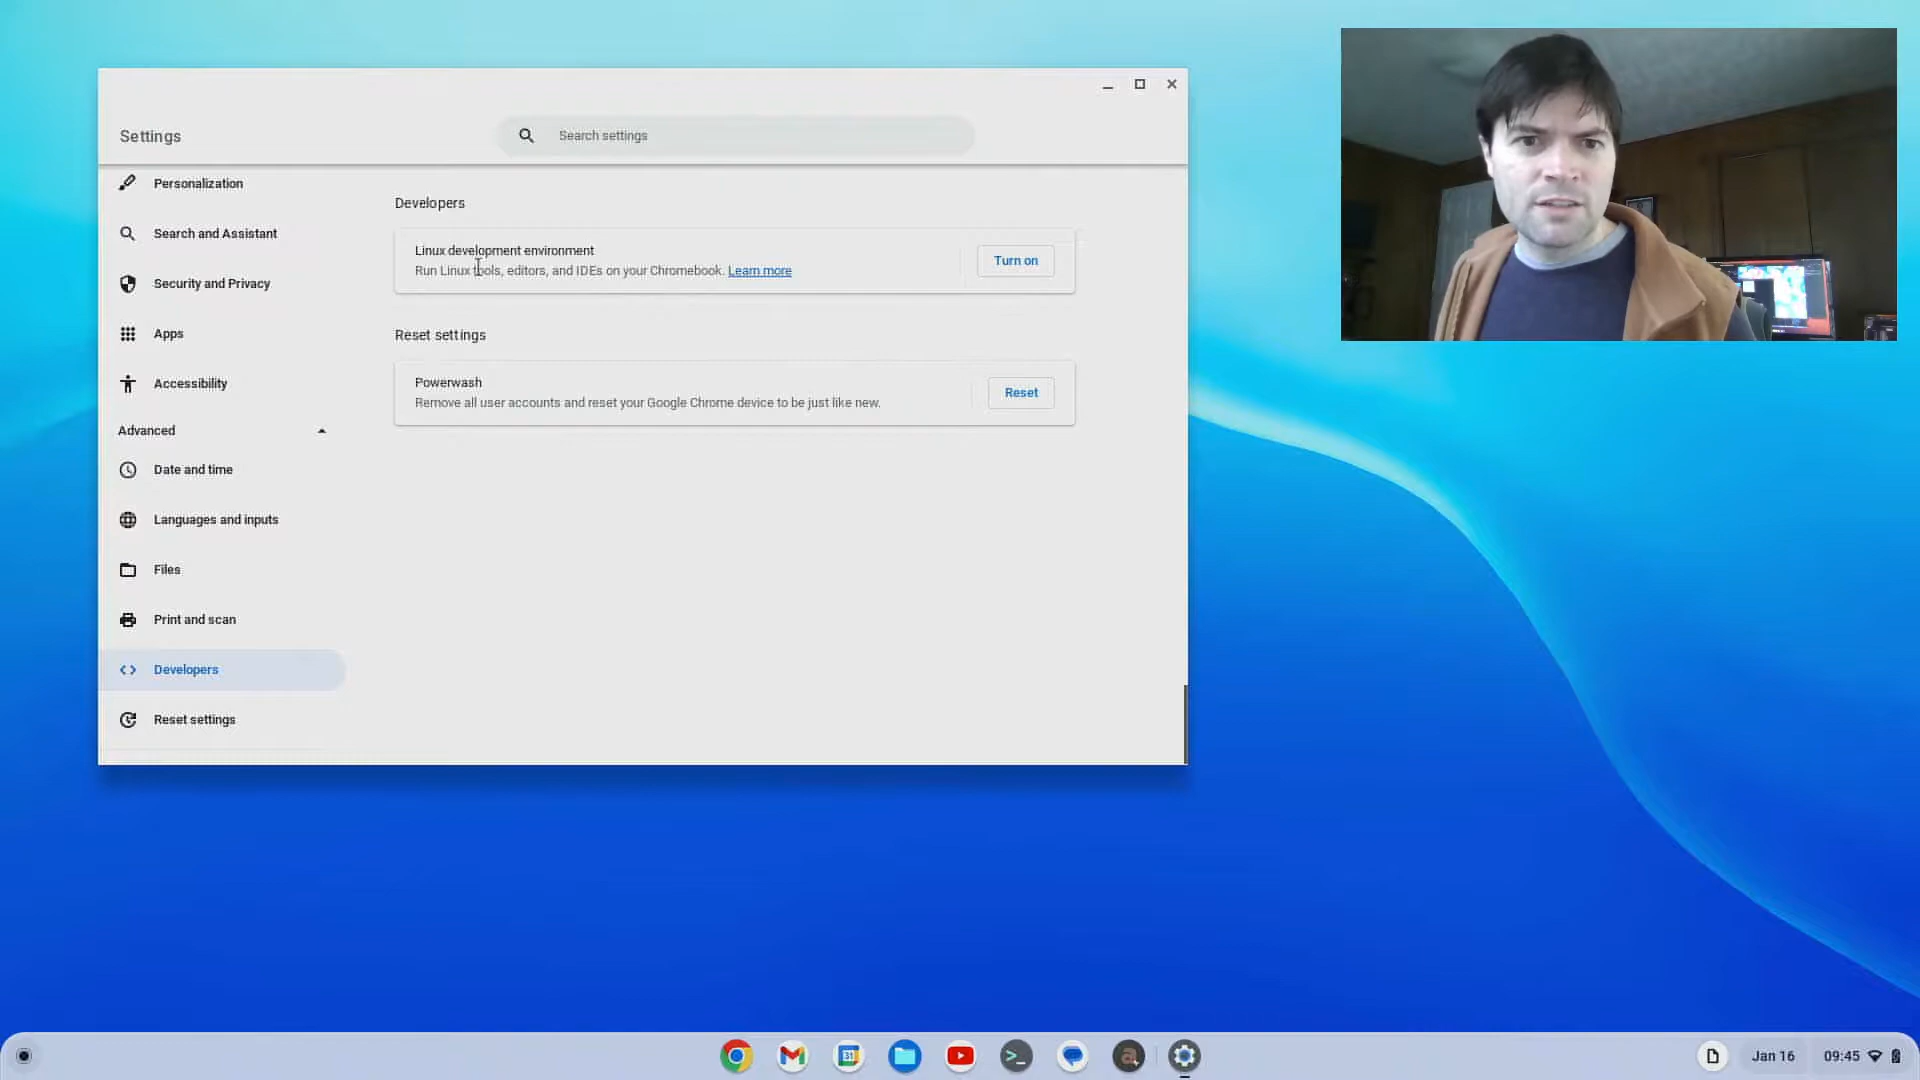 Settings
Search settings
Personalization
Search and Assistant
Security and Privacy
Apps
Accessibility
Advanced
Date and time
Languages and inputs
Files
Print and scan
Developers
Reset settings
Developers
Linux development environment
Run Linux tools, editors, and IDEs on your Chromebook. Learn more
Turn on
Reset settings
Powerwash
Remove all user accounts and reset your Google Chrome device to be just like new.
Reset
31
>_
a
Jan 16
09:45